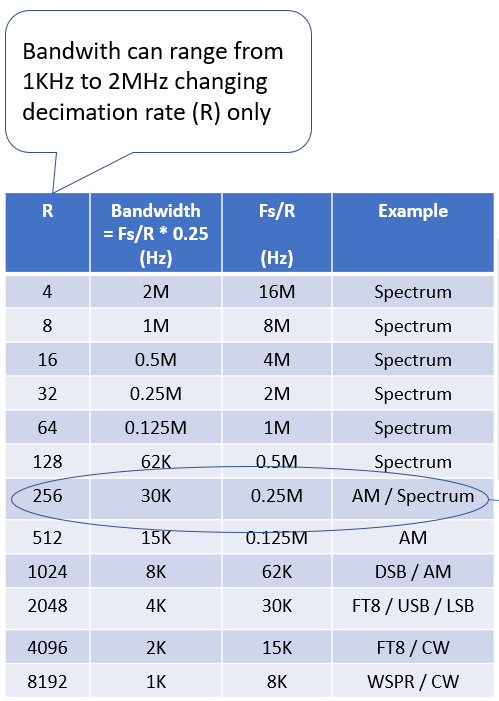 Bandwith can range from
1KHz to 2MHz changing
decimation rate (R) only
R Bandwidth = Fs/R * 0.25 (Hz) Fs/R (Hz) Example
4 2M 16M Spectrum
8 1M 8M Spectrum
16 0.5M 4M Spectrum
32 0.25M 2M Spectrum
64 0.125M 1M Spectrum
128 62K 0.5M Spectrum
256 30K 0.25M AM / Spectrum
512 15K 0.125M AM
1024 8K 62K DSB / AM
2048 4K 30K FT8 / USB / LSB
4096 2K 15K FT8 / CW
8192 1K 8K WSPR / CW